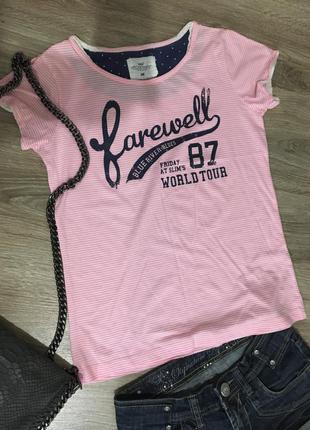 farewell
BLUE RIVER BLUES
FRIDAY
AT SLIM'S
87
WORLD TOUR